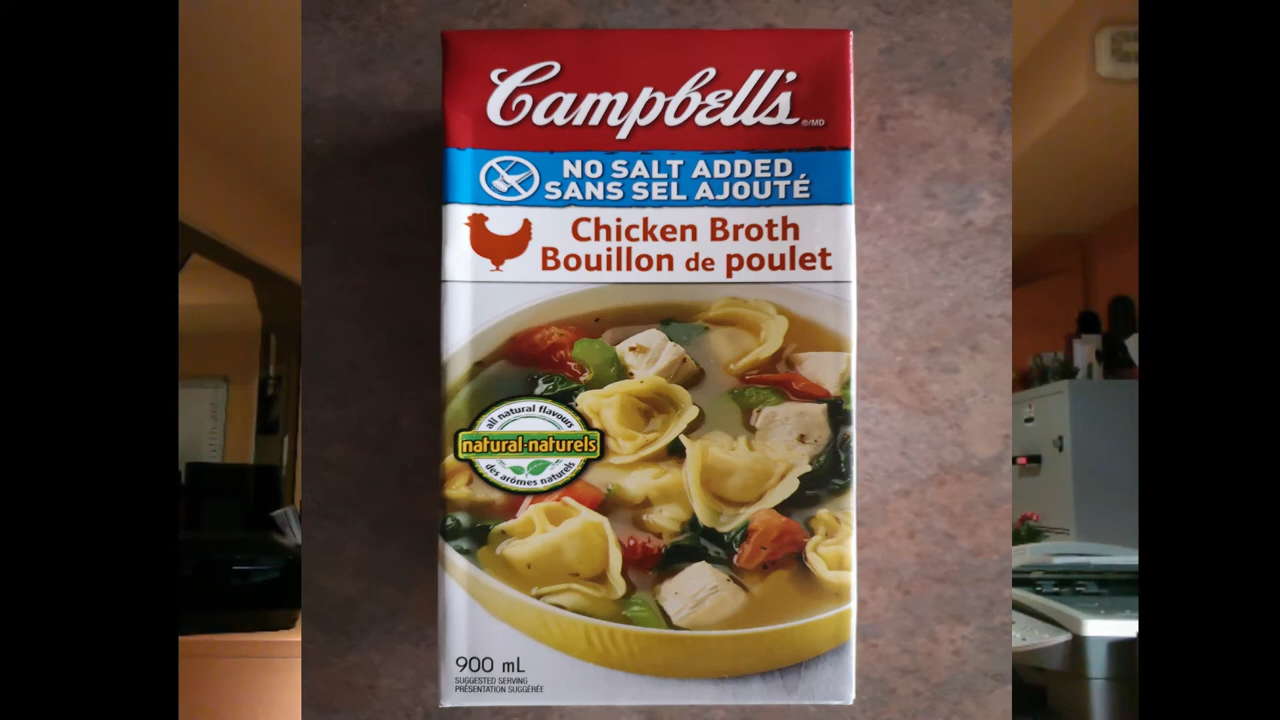 Campbell's
®/MD
NO SALT ADDED
SANS SEL AJOUTÉ
Chicken Broth
Bouillon de poulet
all natural flavours
natural·naturels
des arômes naturels
900 mL
SUGGESTED SERVING
PRÉSENTATION SUGGÉRÉE